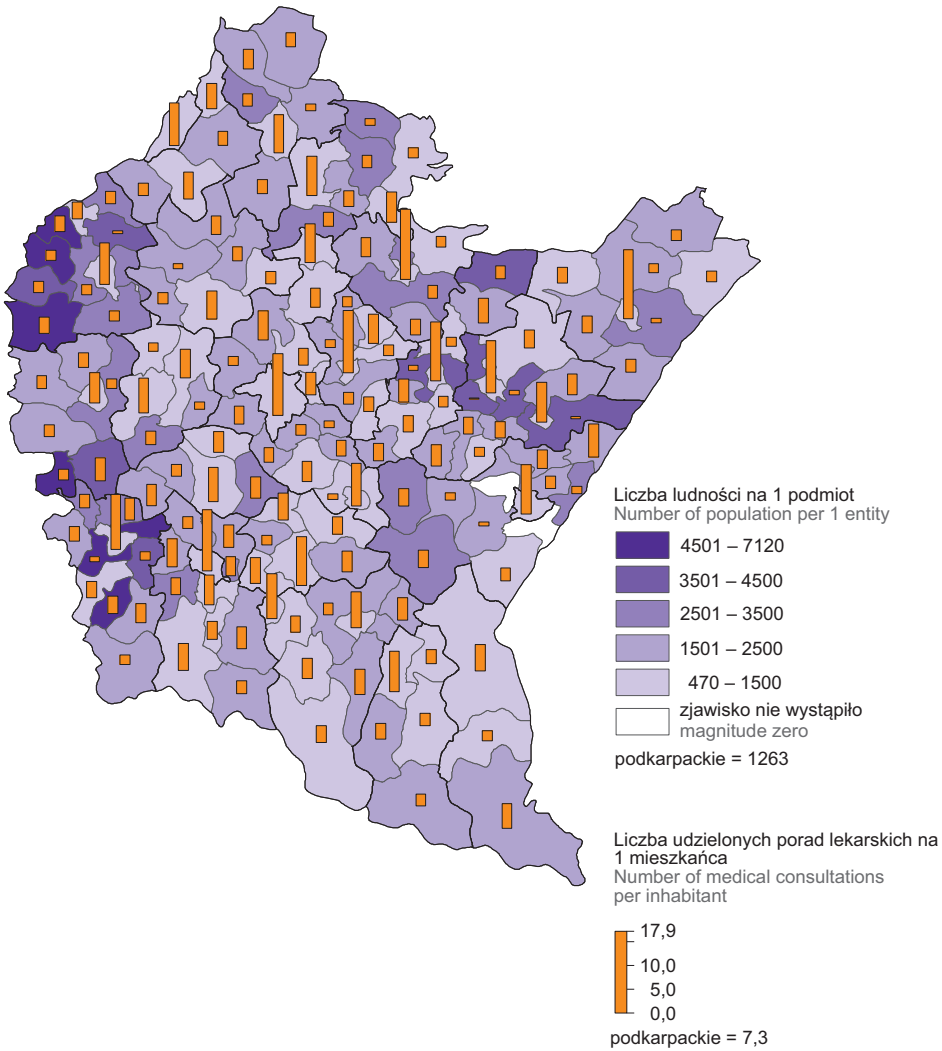 Liczba ludności na 1 podmiot
Number of population per 1 entity
4501 – 7120
3501 – 4500
2501 – 3500
1501 – 2500
470 – 1500
zjawisko nie wystąpiło
magnitude zero
podkarpackie = 1263
Liczba udzielonych porad lekarskich na
1 mieszkańca
Number of medical consultations
per inhabitant
17,9
10,0
5,0
0,0
podkarpackie = 7,3